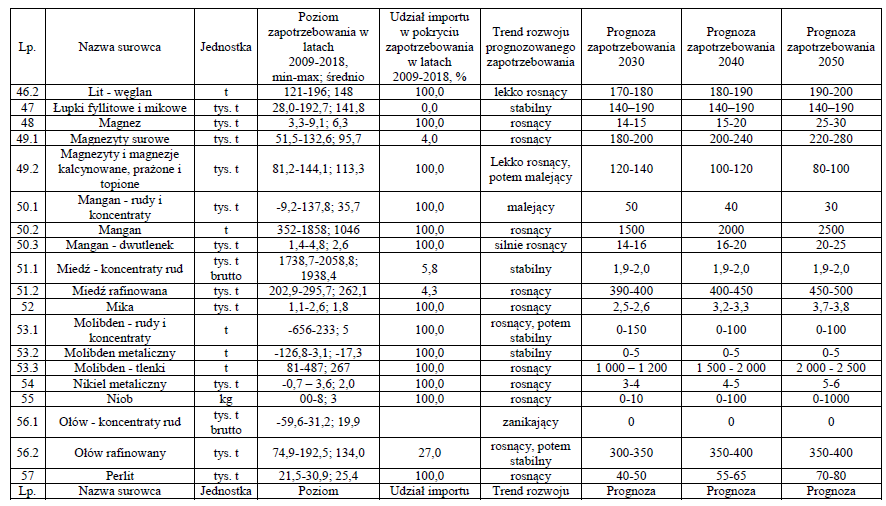 Lp. Nazwa surowca Jednostka Poziom zapotrzebowania w latach 2009-2018, min-max; średnio Udział importu w pokryciu zapotrzebowania w latach 2009-2018, % Trend rozwoju prognozowanego zapotrzebowania Prognoza zapotrzebowania 2030 Prognoza zapotrzebowania 2040 Prognoza zapotrzebowania 2050
46.2 Lit - węglan t 121-196; 148 100,0 lekko rosnący 170-180 180-190 190-200
47 Łupki fyllitowe i mikowe tys. t 28,0-192,7; 141,8 0,0 stabilny 140–190 140–190 140–190
48 Magnez tys. t 3,3-9,1; 6,3 100,0 rosnący 14-15 15-20 25-30
49.1 Magnezyty surowe tys. t 51,5-132,6; 95,7 4,0 rosnący 180-200 200-240 220-280
49.2 Magnezyty i magnezje kalcynowane, prażone i topione tys. t 81,2-144,1; 113,3 100,0 Lekko rosnący, potem malejący 120-140 100-120 80-100
50.1 Mangan - rudy i koncentraty tys. t -9,2-137,8; 35,7 100,0 malejący 50 40 30
50.2 Mangan t 352-1858; 1046 100,0 rosnący 1500 2000 2500
50.3 Mangan - dwutlenek tys. t 1,4-4,8; 2,6 100,0 silnie rosnący 14-16 16-20 20-25
51.1 Miedź - koncentraty rud tys. t brutto 1738,7-2058,8; 1938,4 5,8 stabilny 1,9-2,0 1,9-2,0 1,9-2,0
51.2 Miedź rafinowana tys. t 202,9-295,7; 262,1 4,3 rosnący 390-400 400-450 450-500
52 Mika tys. t 1,1-2,6; 1,8 100,0 rosnący 2,5-2,6 3,2-3,3 3,7-3,8
53.1 Molibden - rudy i koncentraty t -656-233; 5 100,0 rosnący, potem stabilny 0-150 0-100 0-100
53.2 Molibden metaliczny t -126,8-3,1; -17,3 100,0 stabilny 0-5 0-5 0-5
53.3 Molibden - tlenki t 81-487; 267 100,0 rosnący 1 000 – 1 200 1 500 - 2 000 2 000 - 2 500
54 Nikiel metaliczny tys. t -0,7 – 3,6; 2,0 100,0 rosnący 3-4 4-5 5-6
55 Niob kg 00-8; 3 100,0 rosnący 0-10 0-100 0-1000
56.1 Ołów - koncentraty rud tys. t brutto -59,6-31,2; 19,9 zanikający 0 0 0
56.2 Ołów rafinowany tys. t 74,9-192,5; 134,0 27,0 rosnący, potem stabilny 300-350 350-400 350-400
57 Perlit tys. t 21,5-30,9; 25,4 100,0 rosnący 40-50 55-65 70-80
Lp. Nazwa surowca Jednostka Poziom Udział importu Trend rozwoju Prognoza Prognoza Prognoza